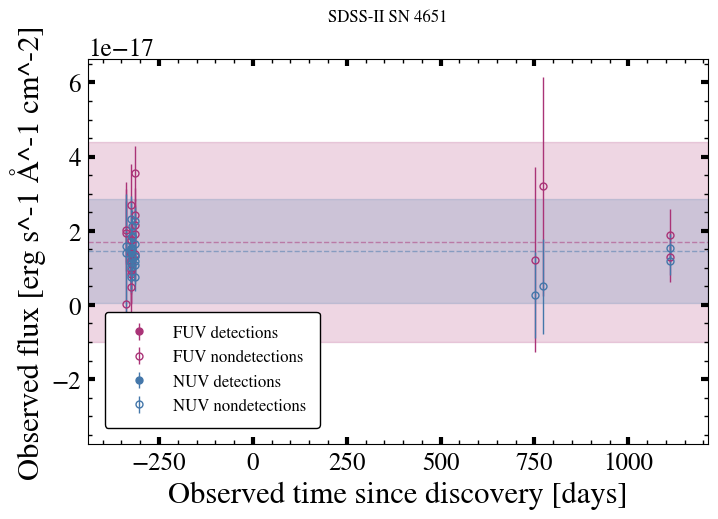 SDSS-II SN 4651
1e−17
6
4
2
0
−2
Observed flux [erg s^-1 Å^-1 cm^-2]
FUV detections
FUV nondetections
NUV detections
NUV nondetections
−250 0 250 500 750 1000
Observed time since discovery [days]